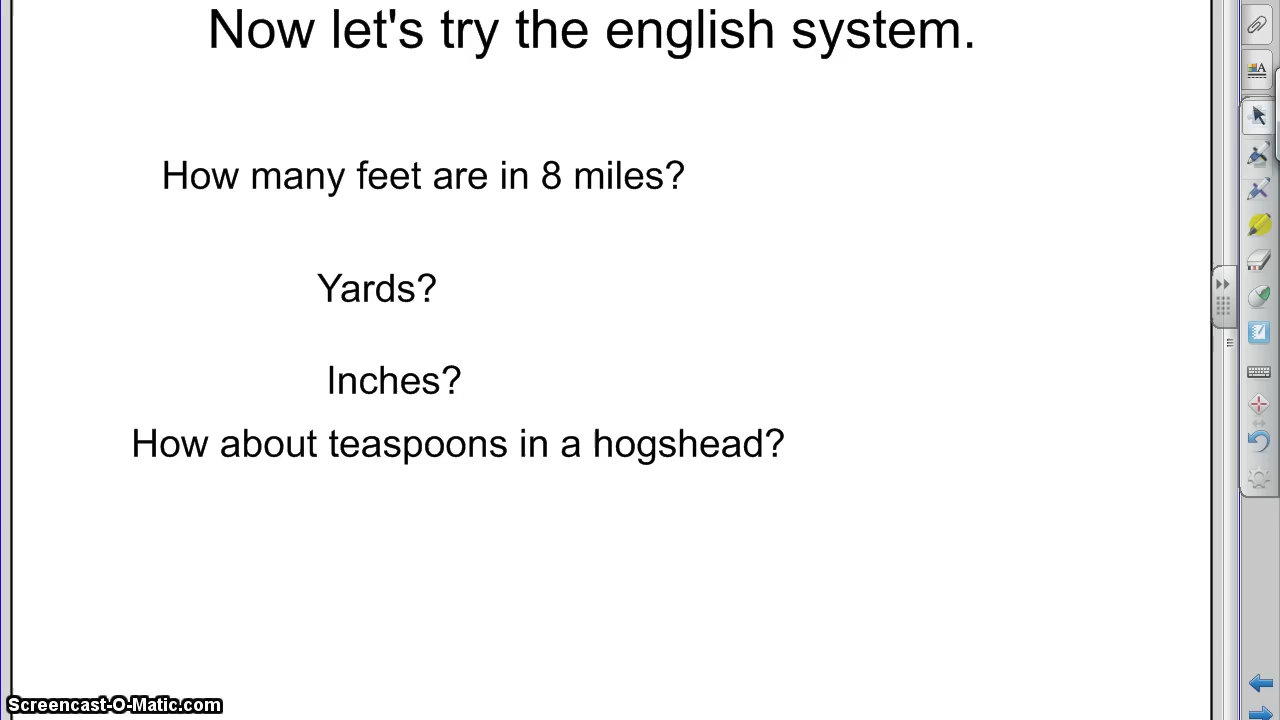 Now let's try the english system.
How many feet are in 8 miles?
Yards?
Inches?
How about teaspoons in a hogshead?
Screencast-O-Matic.com